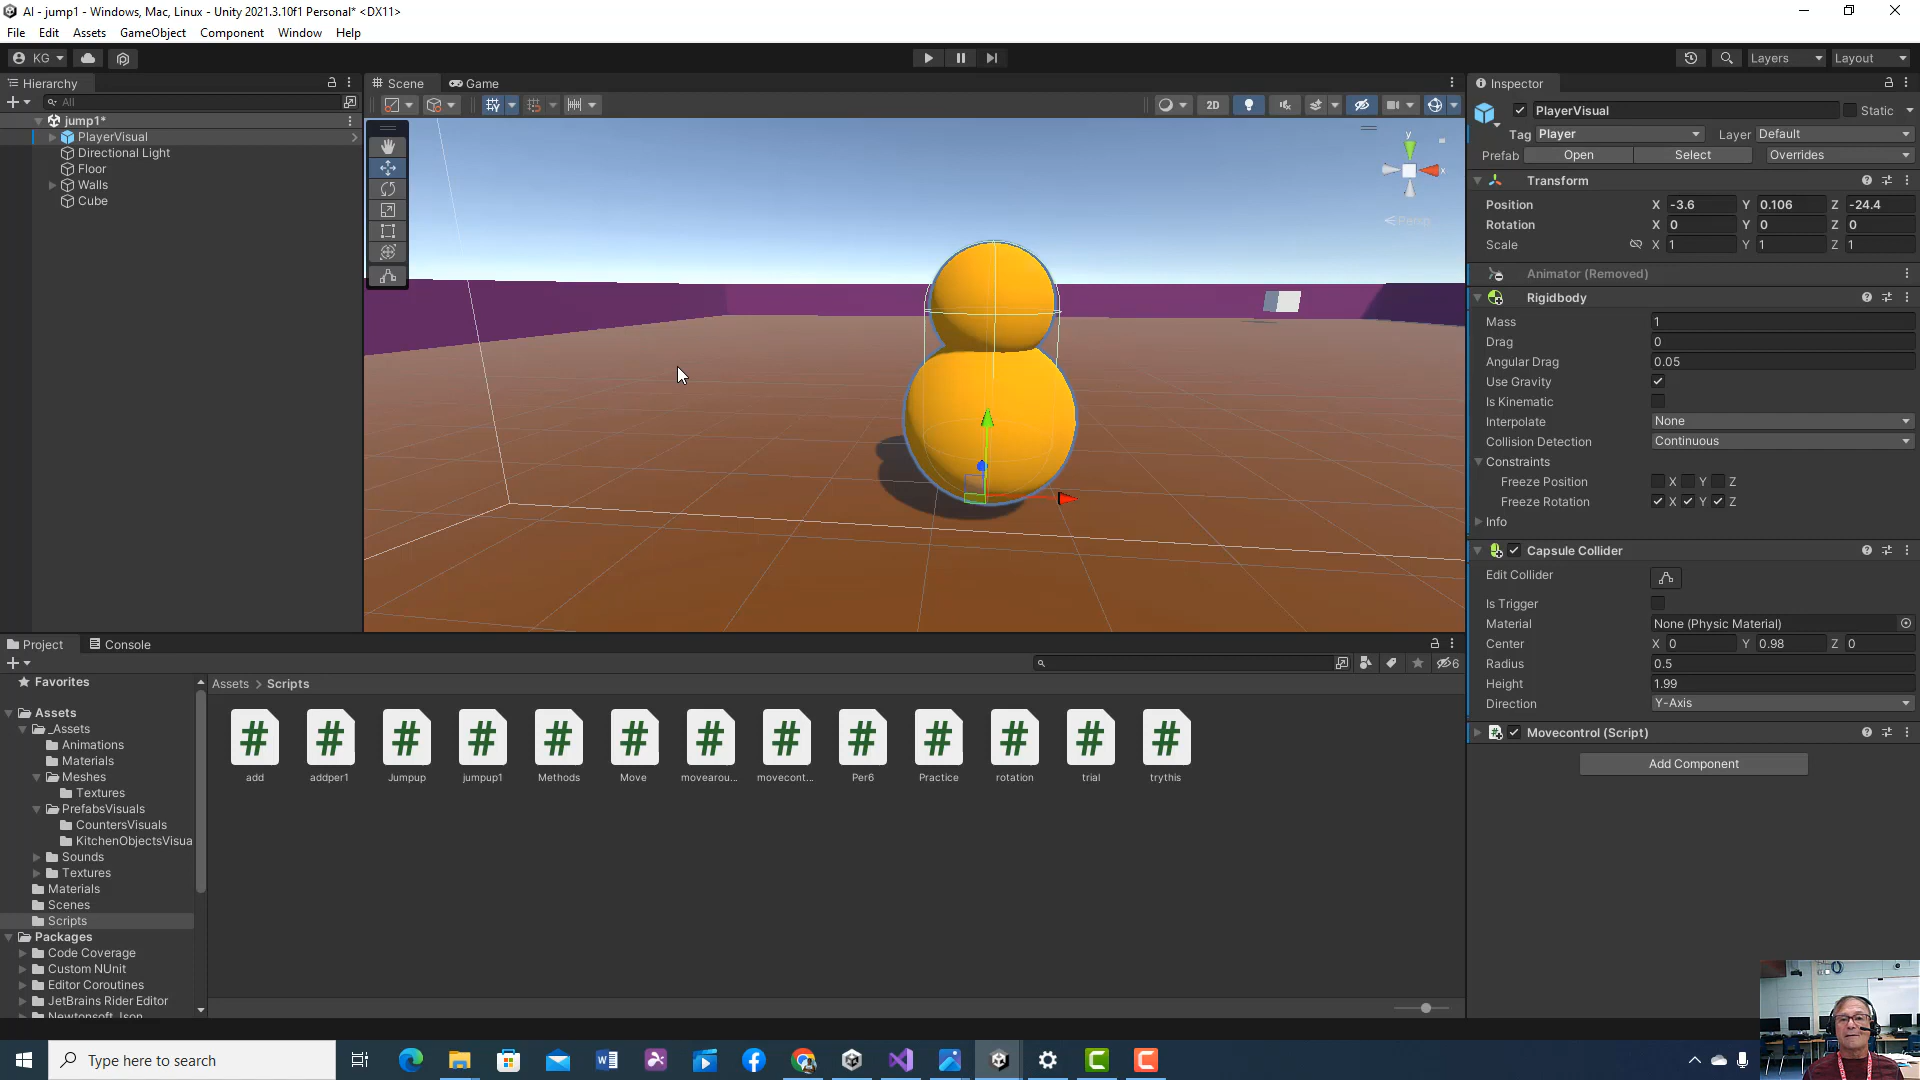 AI - jump1 - Windows, Mac, Linux - Unity 2021.3.10f1 Personal* <DX11>
File Edit Assets GameObject Component Window Help
KG Layers Layout
Hierarchy
All
jump1*
PlayerVisual
Directional Light
Floor
Walls
Cube
Scene Game
2D
y
x
Persp
Inspector
PlayerVisual Static
Tag Player Layer Default
Prefab Open Select Overrides
Transform
Position X -3.6 Y 0.106 Z -24.4
Rotation X 0 Y 0 Z 0
Scale X 1 Y 1 Z 1
Animator (Removed)
Rigidbody
Mass 1
Drag 0
Angular Drag 0.05
Use Gravity
Is Kinematic
Interpolate None
Collision Detection Continuous
Constraints
Freeze Position X Y Z
Freeze Rotation X Y Z
Info
Capsule Collider
Edit Collider
Is Trigger
Material None (Physic Material)
Center X 0 Y 0.98 Z 0
Radius 0.5
Height 1.99
Direction Y-Axis
Movecontrol (Script)
Add Component
Project Console
6
Favorites
Assets
_Assets
Animations
Materials
Meshes
Textures
PrefabsVisuals
CountersVisuals
KitchenObjectsVisua
Sounds
Textures
Materials
Scenes
Scripts
Packages
Code Coverage
Custom NUnit
Editor Coroutines
JetBrains Rider Editor
Newtonsoft Json
Assets > Scripts
add addper1 Jumpup jumpup1 Methods Move movearou... movecont... Per6 Practice rotation trial trythis
Type here to search